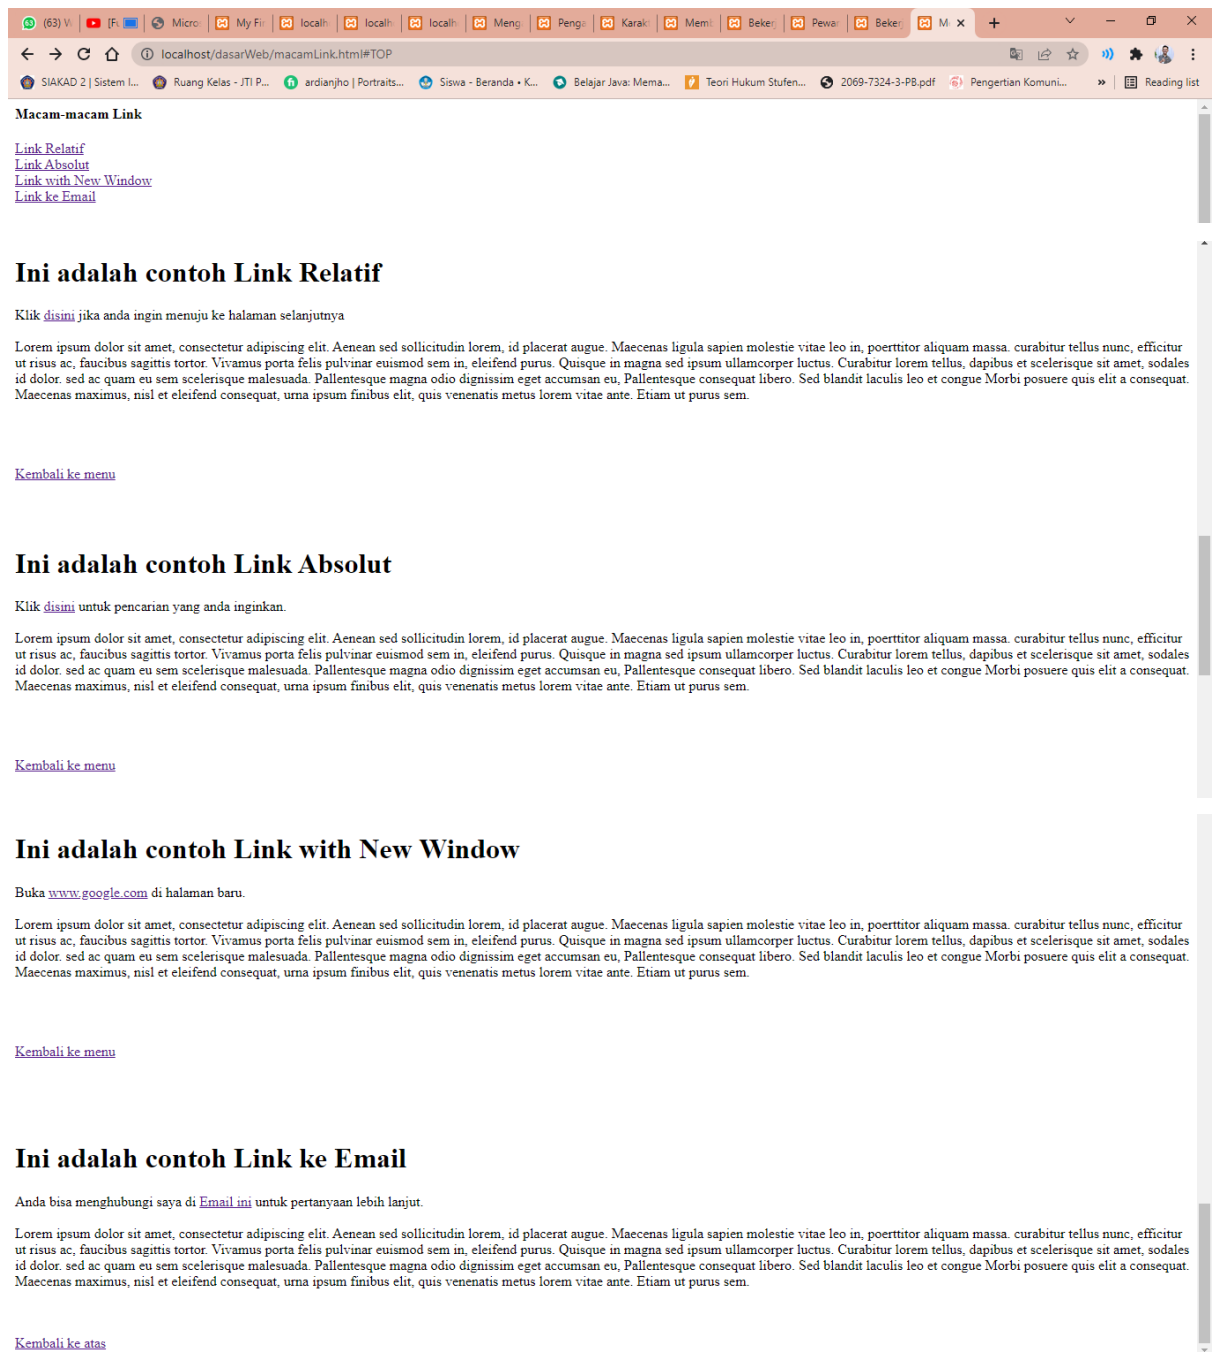 (63) W [Fu Micro My Fir localh localh localh Meng Penga Karakt Memb Bekerj Pewar Bekerj M
localhost/dasarWeb/macamLink.html#TOP
SIAKAD 2 | Sistem I... Ruang Kelas - JTI P... ardianjho | Portraits... Siswa - Beranda • K... Belajar Java: Mema... Teori Hukum Stufen... 2069-7324-3-PB.pdf Pengertian Komuni... » Reading list
Macam-macam Link
Link Relatif
Link Absolut
Link with New Window
Link ke Email
Ini adalah contoh Link Relatif
Klik disini jika anda ingin menuju ke halaman selanjutnya
Lorem ipsum dolor sit amet, consectetur adipiscing elit. Aenean sed sollicitudin lorem, id placerat augue. Maecenas ligula sapien molestie vitae leo in, poerttitor aliquam massa. curabitur tellus nunc, efficitur
ut risus ac, faucibus sagittis tortor. Vivamus porta felis pulvinar euismod sem in, eleifend purus. Quisque in magna sed ipsum ullamcorper luctus. Curabitur lorem tellus, dapibus et scelerisque sit amet, sodales
id dolor. sed ac quam eu sem scelerisque malesuada. Pallentesque magna odio dignissim eget accumsan eu, Pallentesque consequat libero. Sed blandit laculis leo et congue Morbi posuere quis elit a consequat.
Maecenas maximus, nisl et eleifend consequat, urna ipsum finibus elit, quis venenatis metus lorem vitae ante. Etiam ut purus sem.
Kembali ke menu
Ini adalah contoh Link Absolut
Klik disini untuk pencarian yang anda inginkan.
Lorem ipsum dolor sit amet, consectetur adipiscing elit. Aenean sed sollicitudin lorem, id placerat augue. Maecenas ligula sapien molestie vitae leo in, poerttitor aliquam massa. curabitur tellus nunc, efficitur
ut risus ac, faucibus sagittis tortor. Vivamus porta felis pulvinar euismod sem in, eleifend purus. Quisque in magna sed ipsum ullamcorper luctus. Curabitur lorem tellus, dapibus et scelerisque sit amet, sodales
id dolor. sed ac quam eu sem scelerisque malesuada. Pallentesque magna odio dignissim eget accumsan eu, Pallentesque consequat libero. Sed blandit laculis leo et congue Morbi posuere quis elit a consequat.
Maecenas maximus, nisl et eleifend consequat, urna ipsum finibus elit, quis venenatis metus lorem vitae ante. Etiam ut purus sem.
Kembali ke menu
Ini adalah contoh Link with New Window
Buka www.google.com di halaman baru.
Lorem ipsum dolor sit amet, consectetur adipiscing elit. Aenean sed sollicitudin lorem, id placerat augue. Maecenas ligula sapien molestie vitae leo in, poerttitor aliquam massa. curabitur tellus nunc, efficitur
ut risus ac, faucibus sagittis tortor. Vivamus porta felis pulvinar euismod sem in, eleifend purus. Quisque in magna sed ipsum ullamcorper luctus. Curabitur lorem tellus, dapibus et scelerisque sit amet, sodales
id dolor. sed ac quam eu sem scelerisque malesuada. Pallentesque magna odio dignissim eget accumsan eu, Pallentesque consequat libero. Sed blandit laculis leo et congue Morbi posuere quis elit a consequat.
Maecenas maximus, nisl et eleifend consequat, urna ipsum finibus elit, quis venenatis metus lorem vitae ante. Etiam ut purus sem.
Kembali ke menu
Ini adalah contoh Link ke Email
Anda bisa menghubungi saya di Email ini untuk pertanyaan lebih lanjut.
Lorem ipsum dolor sit amet, consectetur adipiscing elit. Aenean sed sollicitudin lorem, id placerat augue. Maecenas ligula sapien molestie vitae leo in, poerttitor aliquam massa. curabitur tellus nunc, efficitur
ut risus ac, faucibus sagittis tortor. Vivamus porta felis pulvinar euismod sem in, eleifend purus. Quisque in magna sed ipsum ullamcorper luctus. Curabitur lorem tellus, dapibus et scelerisque sit amet, sodales
id dolor. sed ac quam eu sem scelerisque malesuada. Pallentesque magna odio dignissim eget accumsan eu, Pallentesque consequat libero. Sed blandit laculis leo et congue Morbi posuere quis elit a consequat.
Maecenas maximus, nisl et eleifend consequat, urna ipsum finibus elit, quis venenatis metus lorem vitae ante. Etiam ut purus sem.
Kembali ke atas